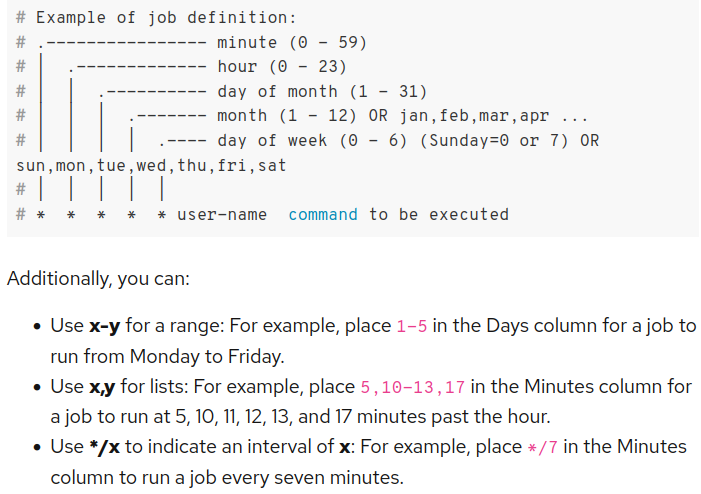 # Example of job definition:
# .---------------- minute (0 - 59)
# | .------------- hour (0 - 23)
# | | .---------- day of month (1 - 31)
# | | | .------- month (1 - 12) OR jan,feb,mar,apr ...
# | | | | .---- day of week (0 - 6) (Sunday=0 or 7) OR
sun,mon,tue,wed,thu,fri,sat
# | | | | |
# * * * * * user-name command to be executed
Additionally, you can:
• Use x-y for a range: For example, place 1-5 in the Days column for a job to
run from Monday to Friday.
• Use x,y for lists: For example, place 5,10-13,17 in the Minutes column for
a job to run at 5, 10, 11, 12, 13, and 17 minutes past the hour.
• Use */x to indicate an interval of x: For example, place */7 in the Minutes
column to run a job every seven minutes.